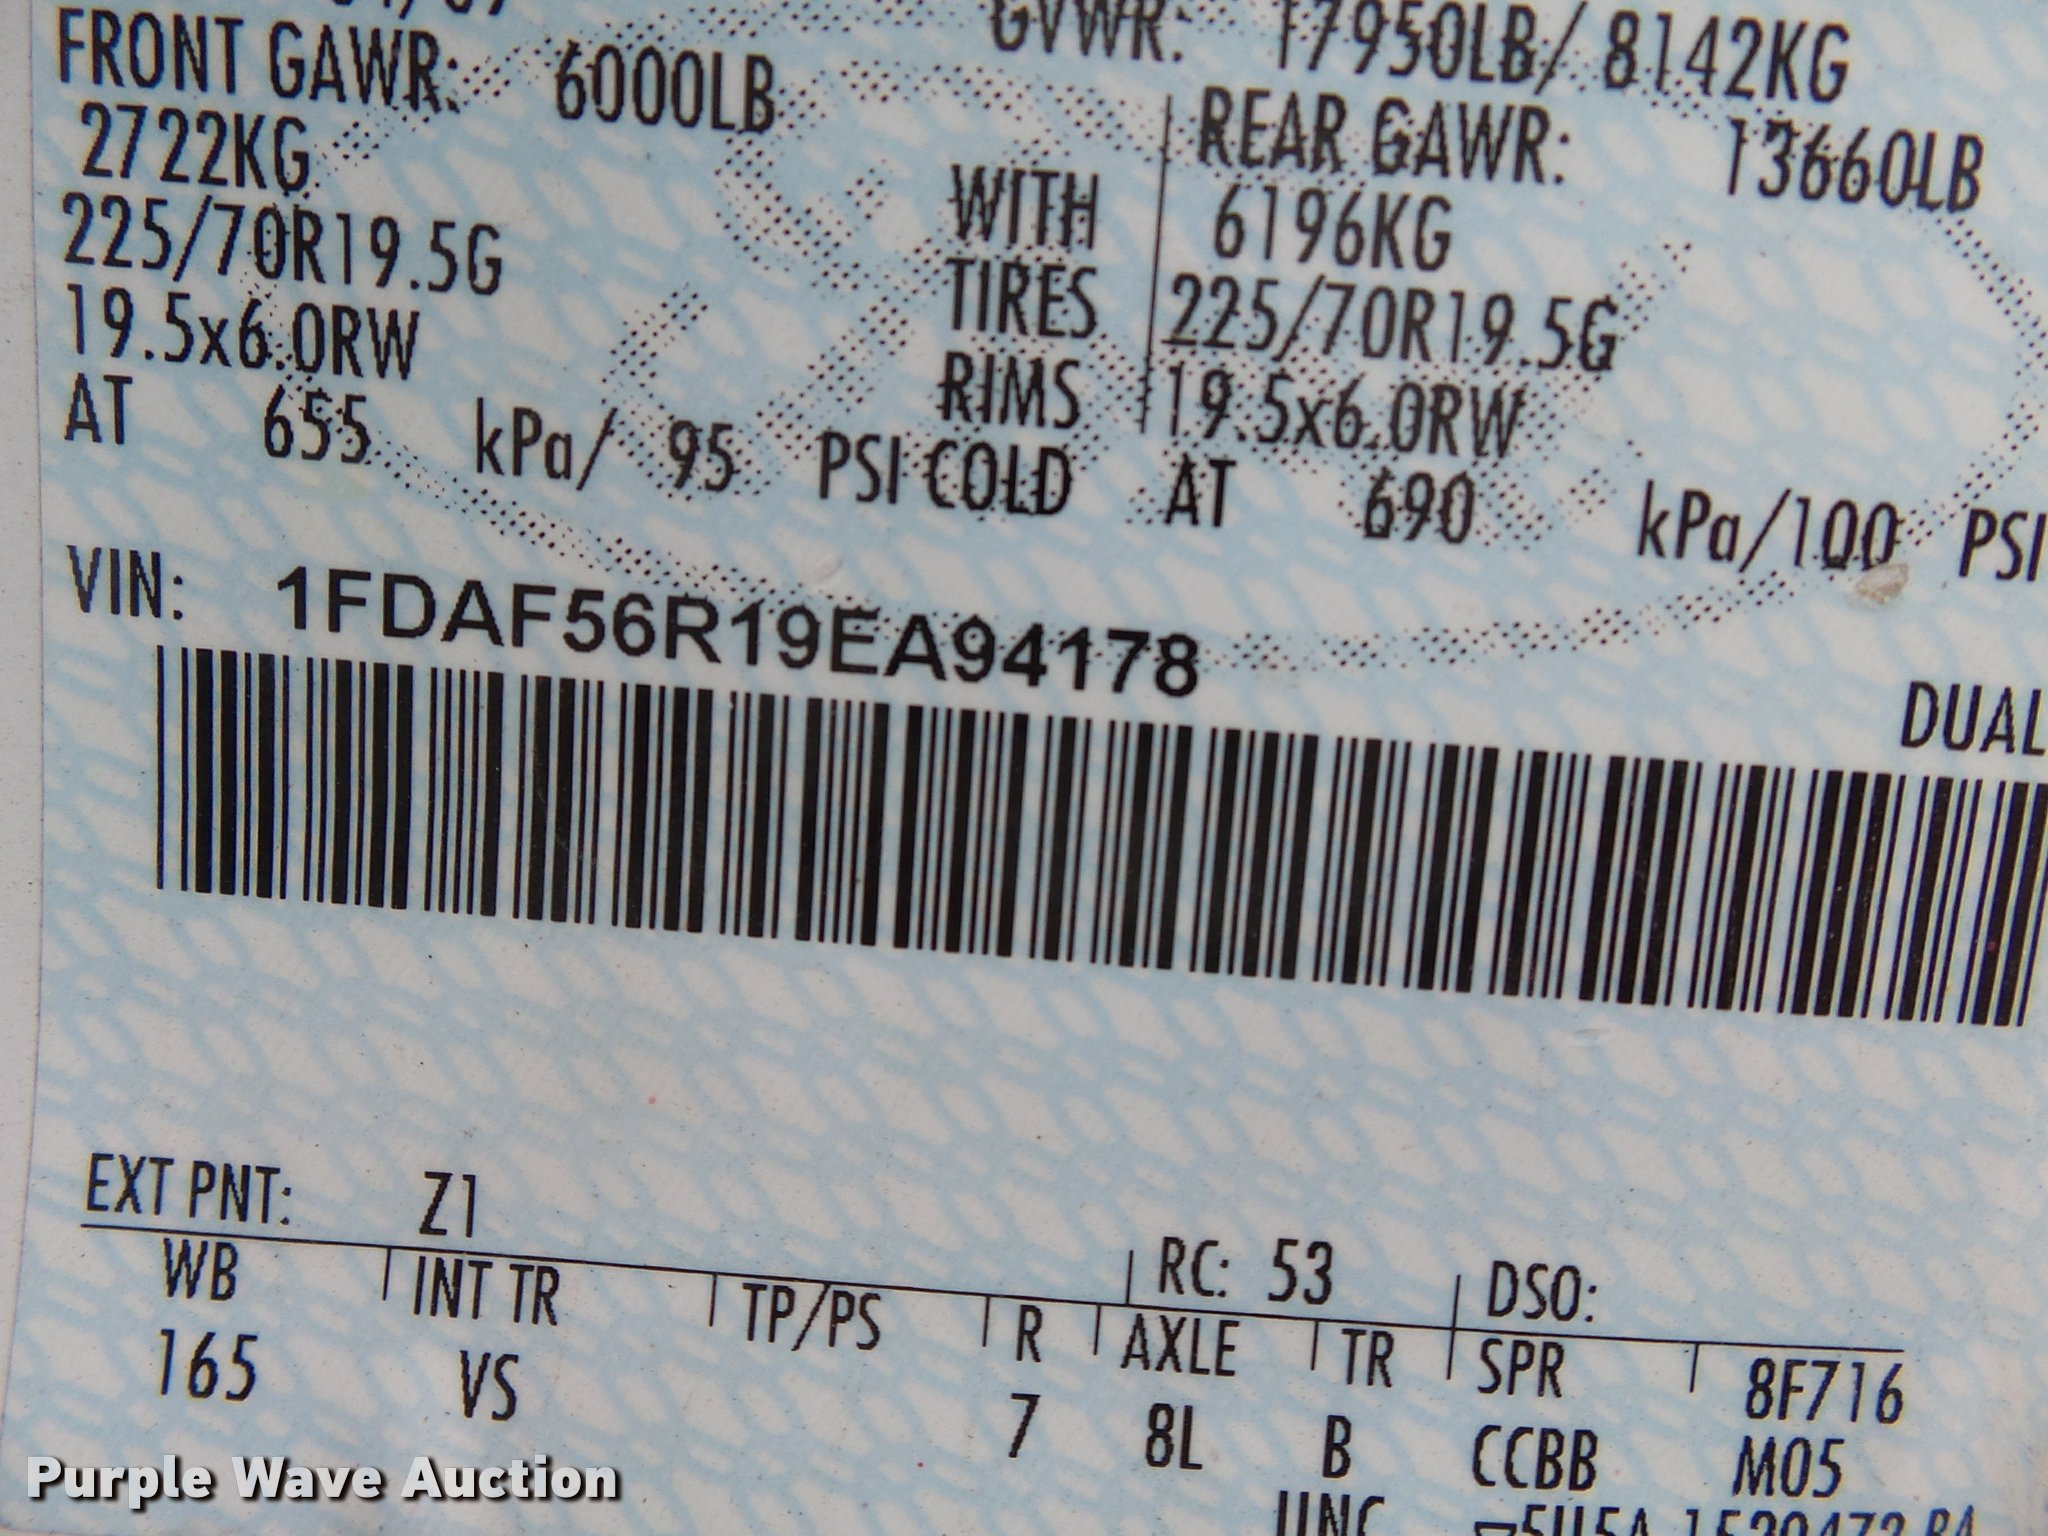 GVWR: 17950LB/ 8142KG
FRONT GAWR: 6000LB
REAR GAWR: 13660LB
2722KG WITH 6196KG
225/70R19.5G TIRES 225/70R19.5G
19.5x6.0RW RIMS 19.5x6.0RW
AT 655 kPa/ 95 PSI COLD AT 690 kPa/100 PSI
VIN: 1FDAF56R19EA94178
DUAL
EXT PNT: Z1 RC: 53 DSO:
WB INT TR TP/PS R AXLE TR SPR 8F716
165 VS 7 8L B CCBB M05
Purple Wave Auction